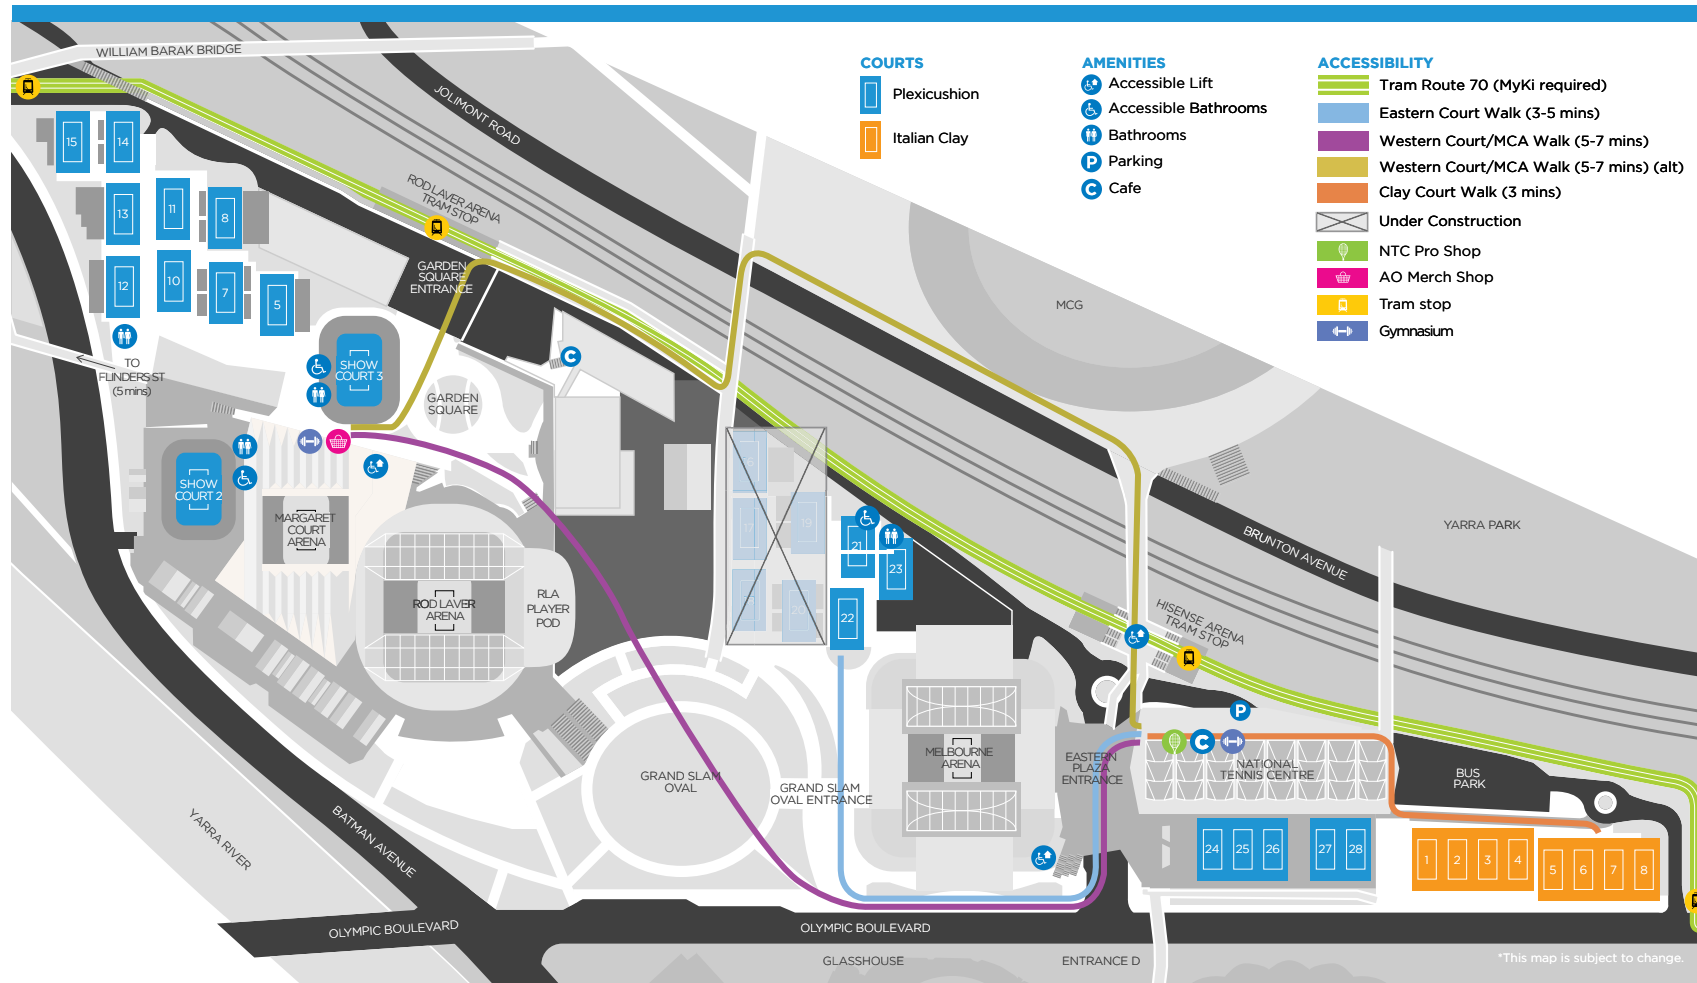 WILLIAM BARAK BRIDGE
JOLIMONT ROAD
COURTS
Plexicushion
Italian Clay
AMENITIES
Accessible Lift
Accessible Bathrooms
Bathrooms
P
Parking
C
Cafe
ACCESSIBILITY
Tram Route 70 (MyKi required)
Eastern Court Walk (3-5 mins)
Western Court/MCA Walk (5-7 mins)
Western Court/MCA Walk (5-7 mins) (alt)
Clay Court Walk (3 mins)
Under Construction
NTC Pro Shop
AO Merch Shop
Tram stop
Gymnasium
15
14
13
11
8
12
10
7
5
ROD LAVER ARENA
TRAM STOP
GARDEN
SQUARE
ENTRANCE
MCG
TO
FLINDERS ST
(5 mins)
SHOW
COURT 3
C
GARDEN
SQUARE
SHOW
COURT 2
MARGARET
COURT
ARENA
ROD LAVER
ARENA
RLA
PLAYER
POD
16
17
19
20
21
23
22
YARRA PARK
BRUNTON AVENUE
HISENSE ARENA
TRAM STOP
P
C
MELBOURNE
ARENA
EASTERN
PLAZA
ENTRANCE
NATIONAL
TENNIS CENTRE
BUS
PARK
GRAND SLAM
OVAL
GRAND SLAM
OVAL ENTRANCE
24
25
26
27
28
1
2
3
4
5
6
7
8
YARRA RIVER
BATMAN AVENUE
OLYMPIC BOULEVARD
OLYMPIC BOULEVARD
GLASSHOUSE
ENTRANCE D
*This map is subject to change.